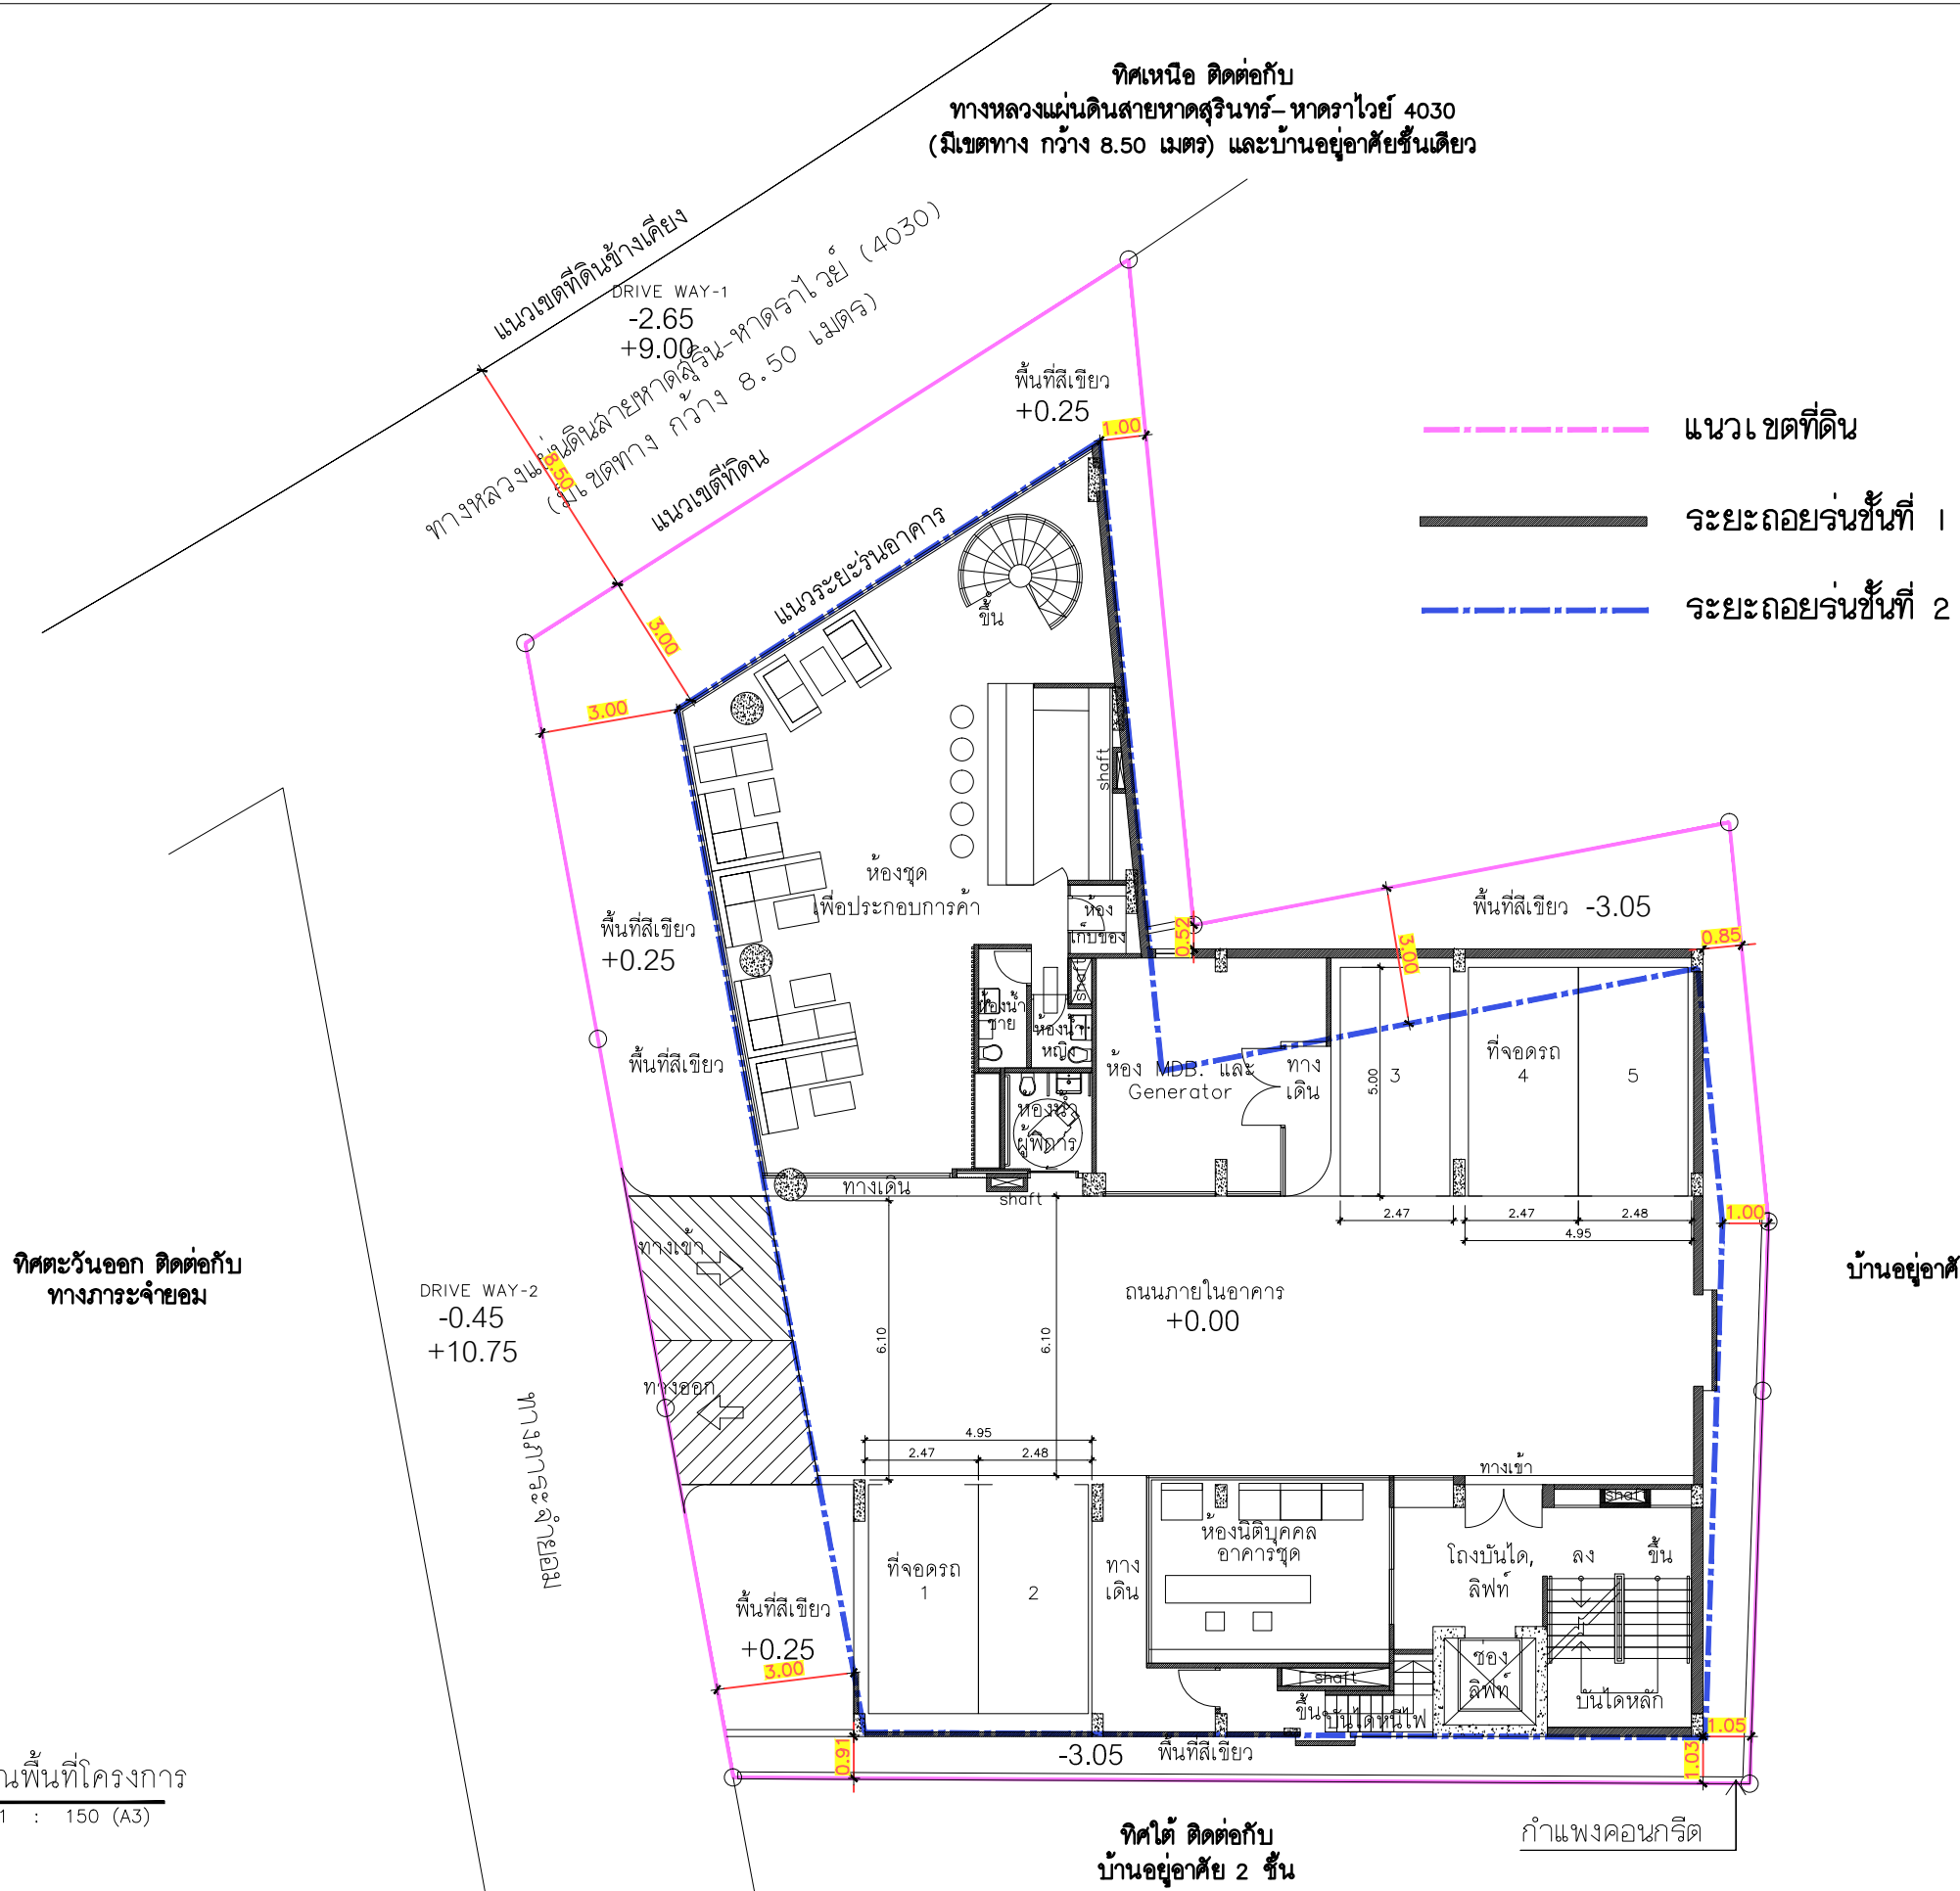 ทิศเหนือ ติดต่อกับ
ทางหลวงแผ่นดินสายหาดสุรินทร์-หาดราไวย์ 4030
(มีเขตทาง กว้าง 8.50 เมตร) และบ้านอยู่อาศัยชั้นเดียว
แนวเขตที่ดินข้างเคียง
DRIVE WAY-1
-2.65
+9.00
ทางหลวงแผ่นดินสายหาดสุริน-หาดราไวย์ (4030)
(มีเขตทาง กว้าง 8.50 เมตร)
8.50
แนวเขตที่ดิน
พื้นที่สีเขียว
+0.25
1.00
แนวเขตที่ดิน
ระยะถอยร่นชั้นที่ 1
ระยะถอยร่นชั้นที่ 2
แนวระยะร่นอาคาร
ขึ้น
3.00
3.00
shaft
ห้องชุด
เพื่อประกอบการค้า
ห้อง
เก็บของ
พื้นที่สีเขียว -3.05
0.52
3.00
0.85
พื้นที่สีเขียว
+0.25
shaft
ห้องน้ำ
ชาย
ห้องน้ำ
หญิง
พื้นที่สีเขียว
ห้อง MDB. และ
Generator
ทาง
เดิน
5.00
3
ที่จอดรถ
4
5
ห้องน้ำ
ผู้พิการ
ทางเดิน
shaft
2.47
2.47
2.48
4.95
1.00
ทิศตะวันออก ติดต่อกับ
ทางภาระจำยอม
ทางเข้า
DRIVE WAY-2
-0.45
+10.75
ถนนภายในอาคาร
+0.00
บ้านอยู่อาศั
6.10
6.10
ทางออก
ทางภาระจำยอม
4.95
2.47
2.48
ทางเข้า
shaft
ห้องนิติบุคคล
อาคารชุด
โถงบันได,
ลิฟท์
ลง
ขึ้น
ที่จอดรถ
1
2
ทาง
เดิน
พื้นที่สีเขียว
+0.25
3.00
shaft
ช่อง
ลิฟท์
บันไดหลัก
ขึ้น
บันไดหนีไฟ
0.91
-3.05 พื้นที่สีเขียว
1.03
1.05
ณพื้นที่โครงการ
1 : 150 (A3)
กำแพงคอนกรีต
ทิศใต้ ติดต่อกับ
บ้านอยู่อาศัย 2 ชั้น